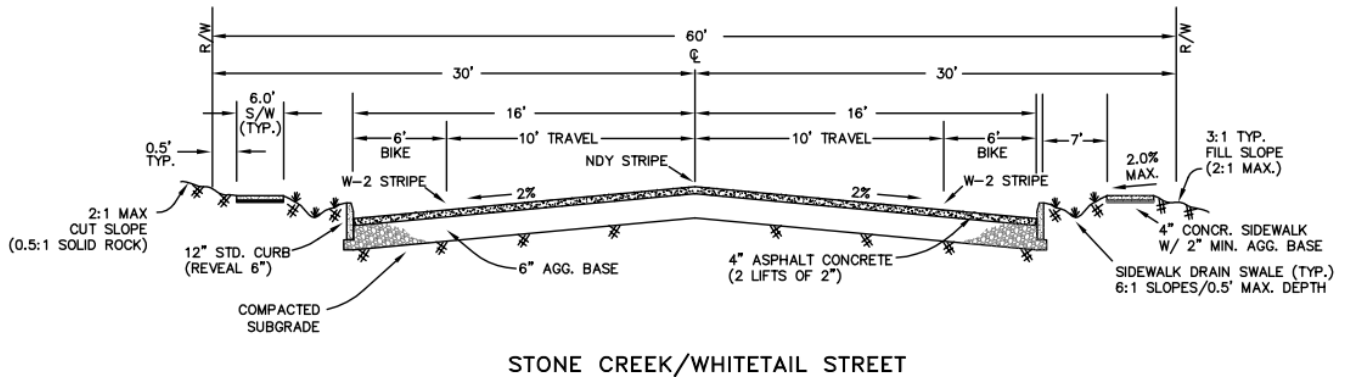 R/W
60'
R/W
℄
30'
30'
6.0'
S/W
(TYP.)
16'
16'
0.5'
TYP.
6'
BIKE
10' TRAVEL
10' TRAVEL
6'
BIKE
7'
3:1 TYP.
FILL SLOPE
(2:1 MAX.)
NDY STRIPE
2.0%
MAX.
W-2 STRIPE
2%
2%
W-2 STRIPE
2:1 MAX
CUT SLOPE
(0.5:1 SOLID ROCK)
12" STD. CURB
(REVEAL 6")
6" AGG. BASE
4" ASPHALT CONCRETE
(2 LIFTS OF 2")
4" CONCR. SIDEWALK
W/ 2" MIN. AGG. BASE
SIDEWALK DRAIN SWALE (TYP.)
6:1 SLOPES/0.5' MAX. DEPTH
COMPACTED
SUBGRADE
STONE CREEK/WHITETAIL STREET